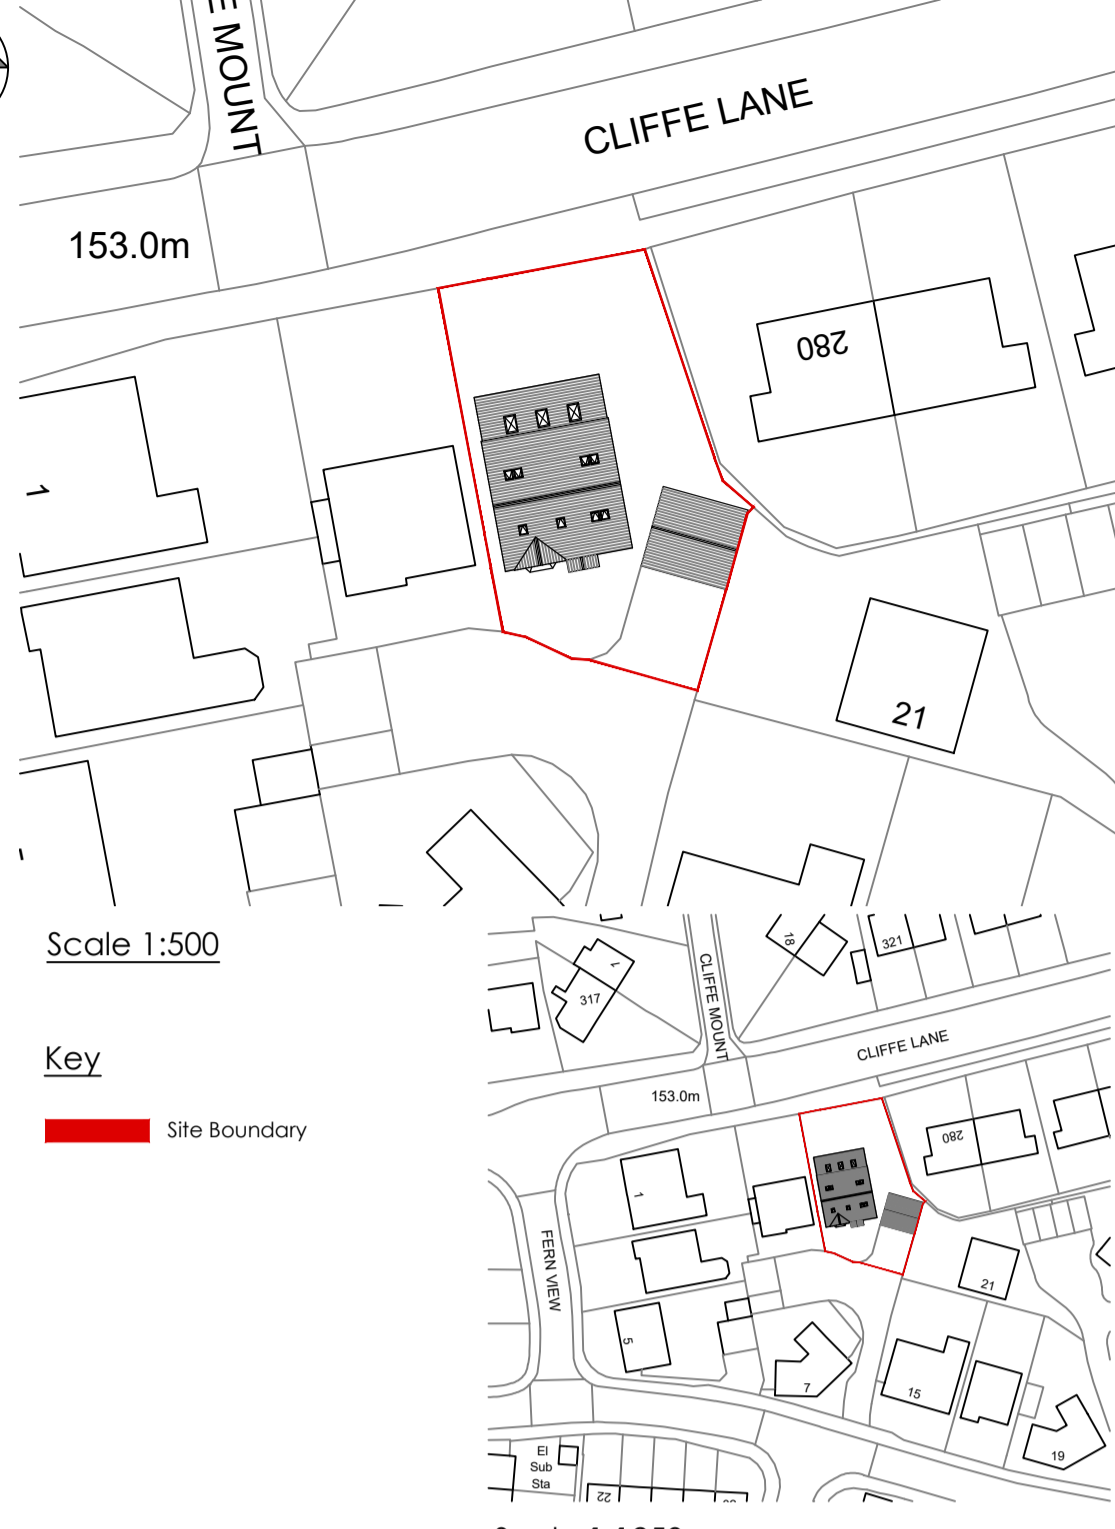 E MOUNT
CLIFFE LANE
153.0m
280
1
21
Scale 1:500
Key
Site Boundary
18
321
1
317
CLIFFE MOUNT
CLIFFE LANE
153.0m
280
1
FERN VIEW
21
5
7
15
19
El
Sub
Sta
22